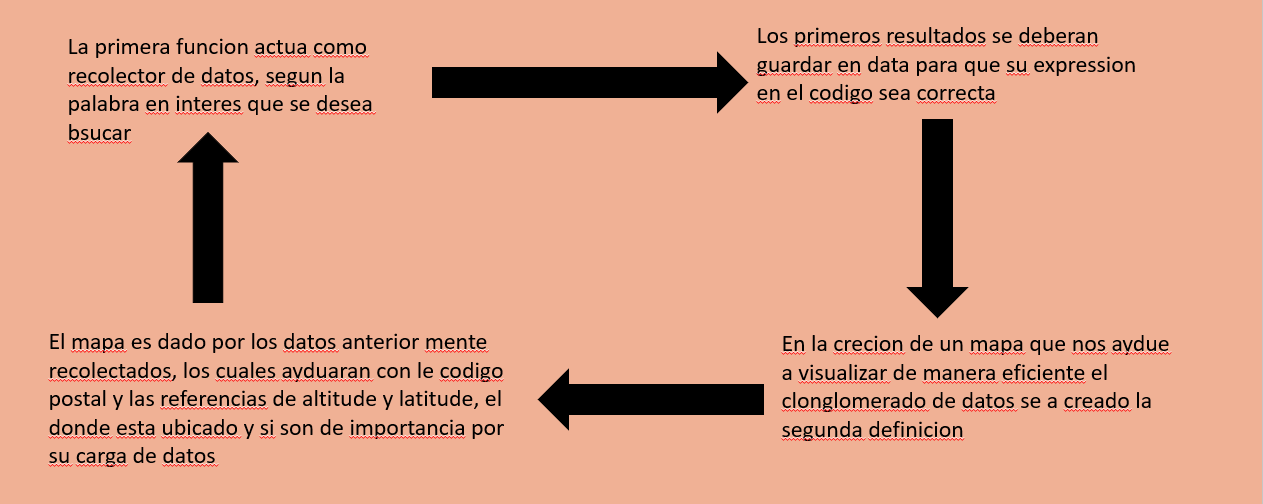 La primera funcion actua como
recolector de datos, segun la
palabra en interes que se desea
bsucar
Los primeros resultados se deberan
guardar en data para que su expression
en el codigo sea correcta
En la crecion de un mapa que nos aydue
a visualizar de manera eficiente el
clonglomerado de datos se a creado la
segunda definicion
El mapa es dado por los datos anterior mente
recolectados, los cuales ayduaran con le codigo
postal y las referencias de altitude y latitude, el
donde esta ubicado y si son de importancia por
su carga de datos